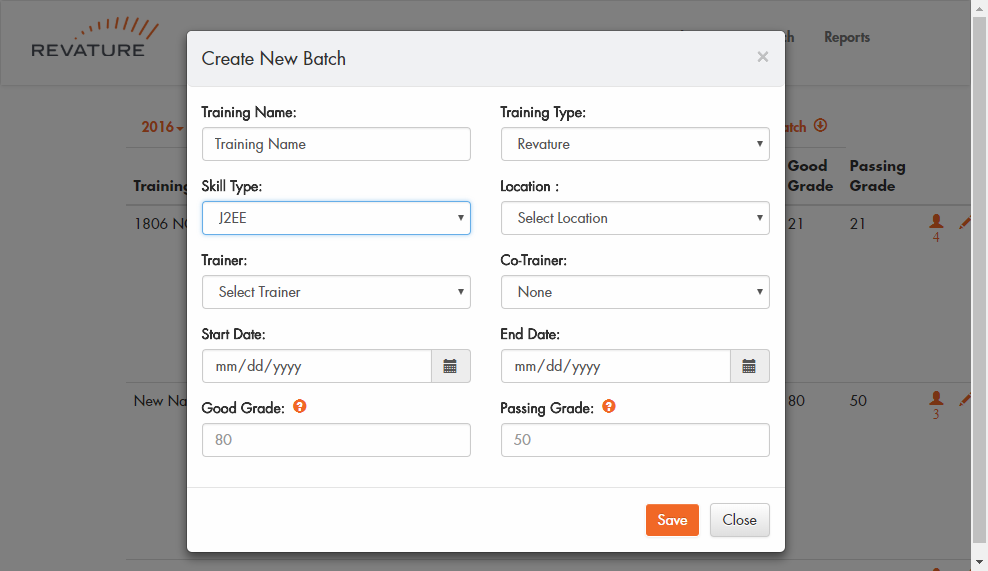 REVATURE
Reports
2016
Create New Batch
×
Training Name:
Training Type:
Training Name
Revature
Good Grade
Passing Grade
Skill Type:
Location :
J2EE
Select Location
1806
21
21
4
Trainer:
Co-Trainer:
Select Trainer
None
Start Date:
End Date:
mm/dd/yyyy
mm/dd/yyyy
New
80
50
3
Good Grade: ?
Passing Grade: ?
80
50
Save
Close